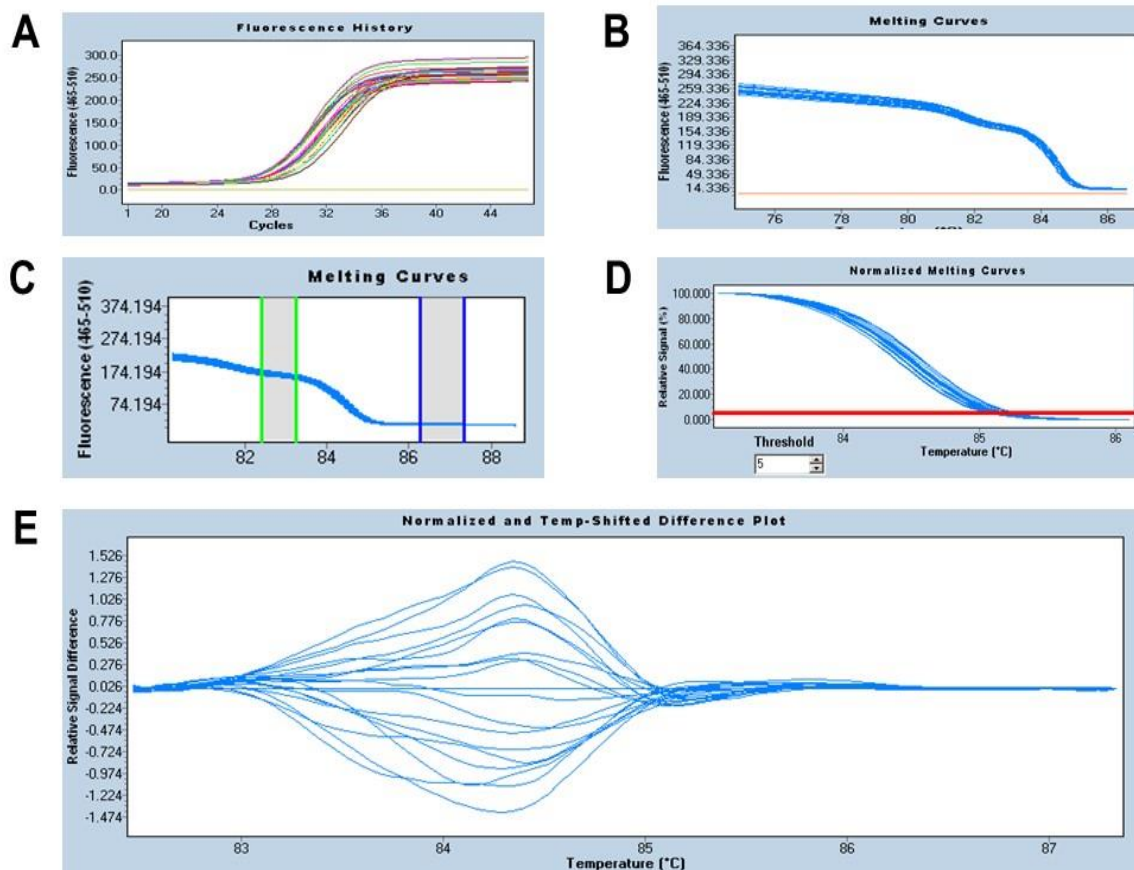 A
Fluorescence History
Fluorescence (465-510)
300.0
250.0
200.0
150.0
100.0
50.0
0.0
1 20 24 28 32 36 40 44
Cycles
B
Melting Curves
Fluorescence (465-510)
364.336
329.336
294.336
259.336
224.336
189.336
154.336
119.336
84.336
49.336
14.336
76 78 80 82 84 86
C
Melting Curves
Fluorescence (465-510)
374.194
274.194
174.194
74.194
82 84 86 88
D
Normalized Melting Curves
Relative Signal (%)
100.000
80.000
60.000
40.000
20.000
0.000
84 85 86
Threshold
5
Temperature (°C)
E
Normalized and Temp-Shifted Difference Plot
Relative Signal Difference
1.526
1.276
1.026
0.776
0.526
0.276
0.026
-0.224
-0.474
-0.724
-0.974
-1.224
-1.474
83 84 85 86 87
Temperature (°C)